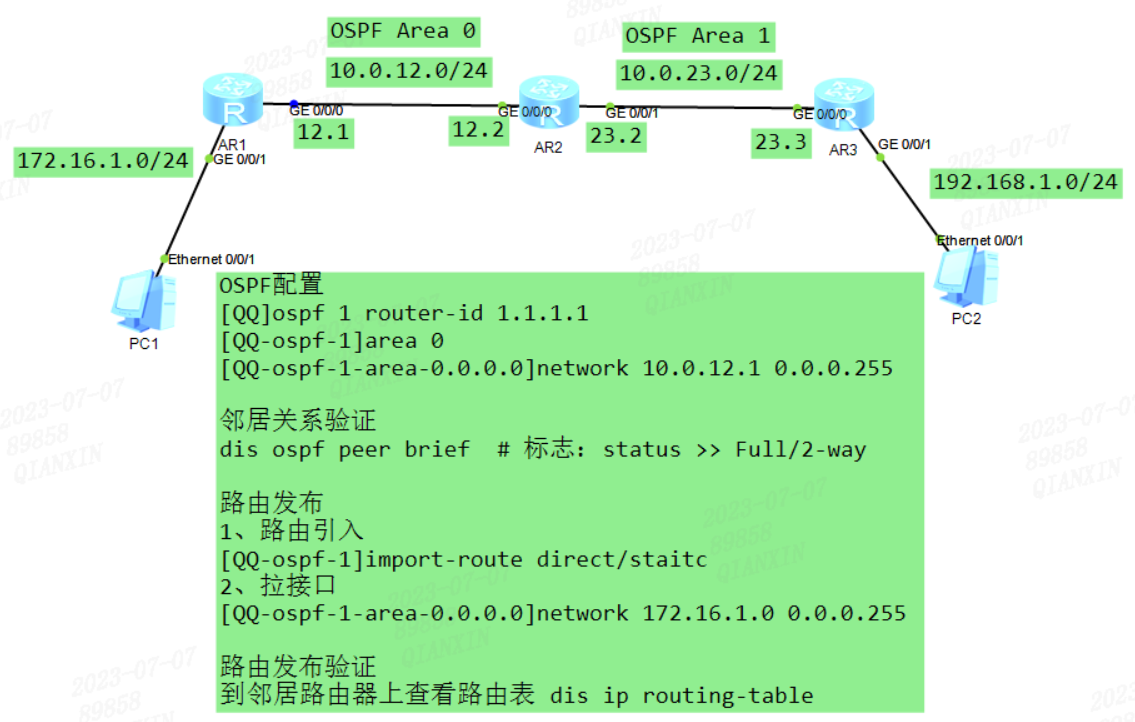 OSPF Area 0
OSPF Area 1
10.0.12.0/24
10.0.23.0/24
R
R
R
GE 0/0/0
GE 0/0/0
GE 0/0/1
GE 0/0/0
12.1
12.2
23.2
23.3
AR1
AR2
AR3
GE 0/0/1
GE 0/0/1
172.16.1.0/24
192.168.1.0/24
Ethernet 0/0/1
Ethernet 0/0/1
PC1
PC2
OSPF配置
[QQ]ospf 1 router-id 1.1.1.1
[QQ-ospf-1]area 0
[QQ-ospf-1-area-0.0.0.0]network 10.0.12.1 0.0.0.255
邻居关系验证
dis ospf peer brief # 标志: status >> Full/2-way
路由发布
1、路由引入
[QQ-ospf-1]import-route direct/staitc
2、拉接口
[QQ-ospf-1-area-0.0.0.0]network 172.16.1.0 0.0.0.255
路由发布验证
到邻居路由器上查看路由表 dis ip routing-table
2023-07-07
89858
QIANXIN